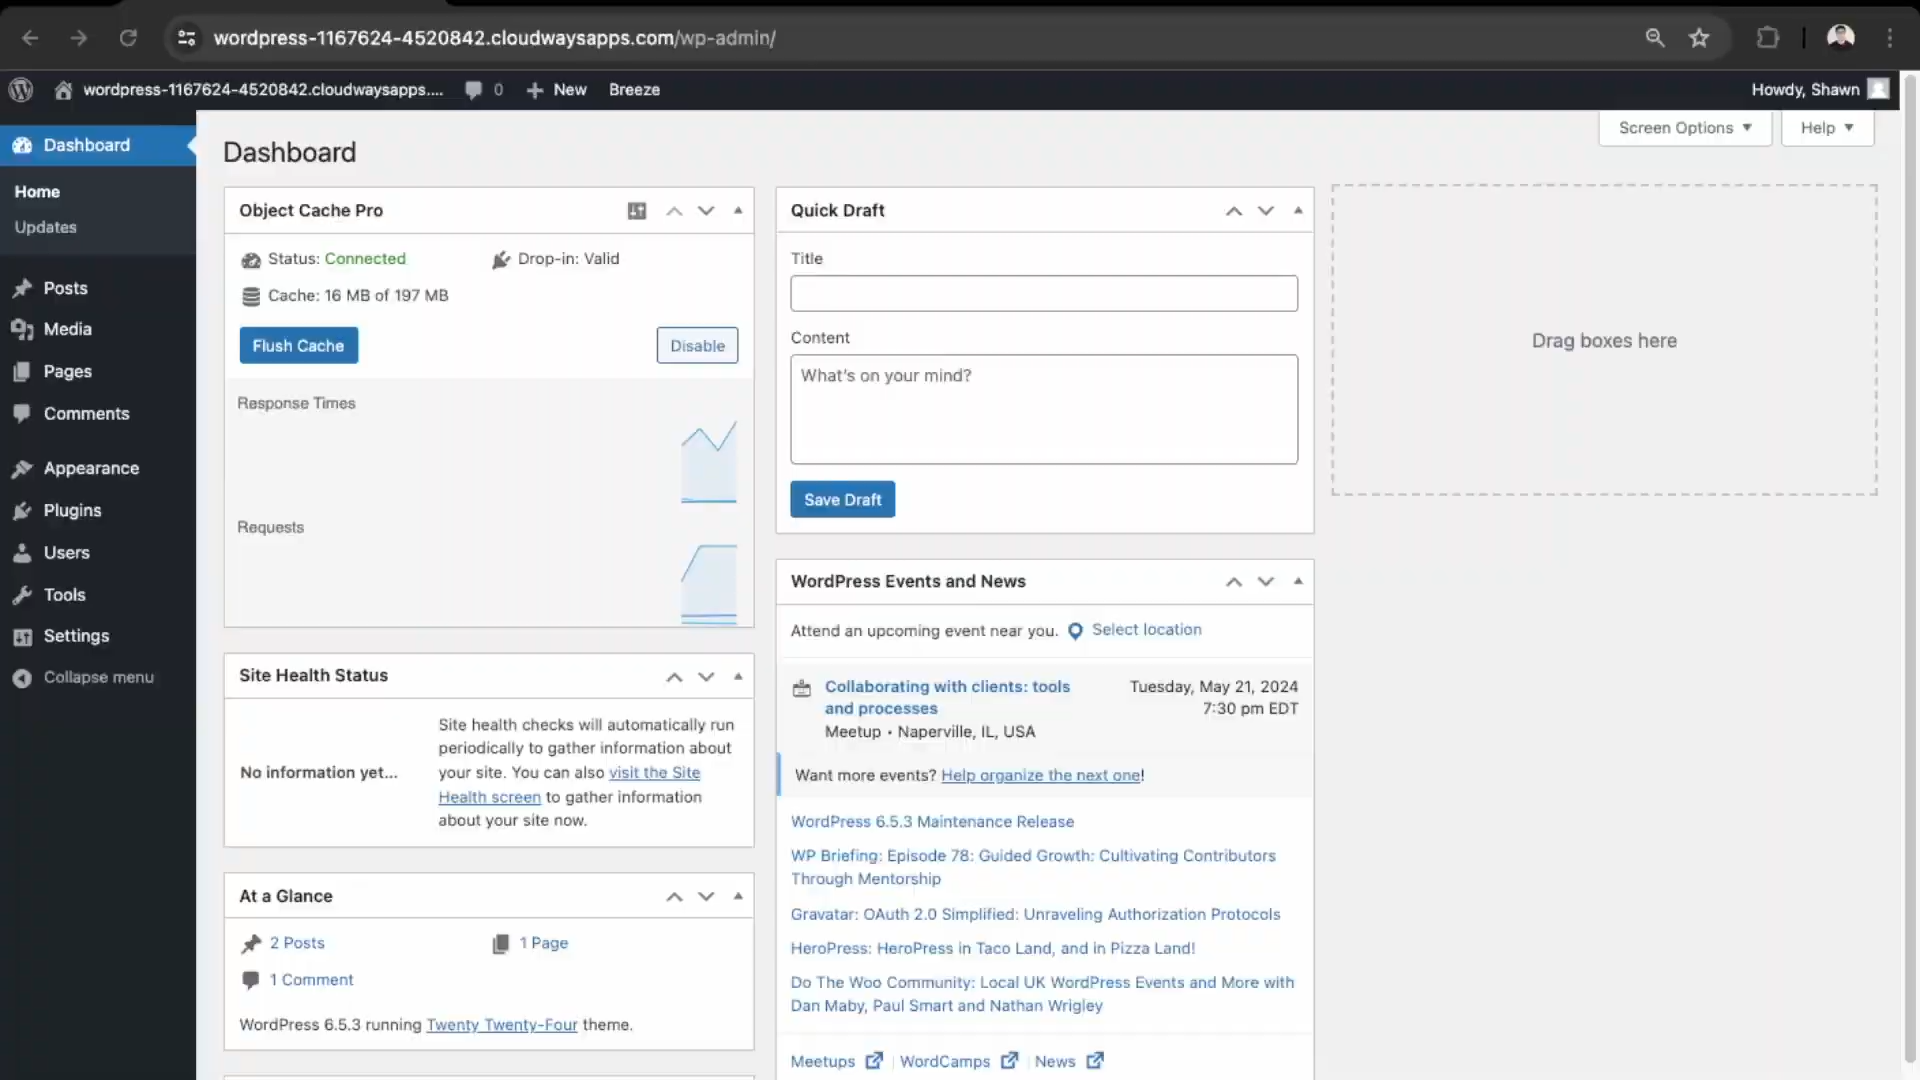 wordpress-1167624-4520842.cloudwaysapps.com/wp-admin/
wordpress-1167624-4520842.cloudwaysapps.... 0 New Breeze Howdy, Shawn
Screen Options Help
Dashboard
Home
Updates
Posts
Media
Pages
Comments
Appearance
Plugins
Users
Tools
Settings
Collapse menu
Dashboard
Object Cache Pro
Status: Connected Drop-in: Valid
Cache: 16 MB of 197 MB
Flush Cache Disable
Response Times
Requests
Site Health Status
No information yet...
Site health checks will automatically run
periodically to gather information about
your site. You can also visit the Site
Health screen to gather information
about your site now.
At a Glance
2 Posts 1 Page
1 Comment
WordPress 6.5.3 running Twenty Twenty-Four theme.
Quick Draft
Title
Content
What's on your mind?
Save Draft
WordPress Events and News
Attend an upcoming event near you. Select location
Collaborating with clients: tools
and processes
Meetup • Naperville, IL, USA
Tuesday, May 21, 2024
7:30 pm EDT
Want more events? Help organize the next one!
WordPress 6.5.3 Maintenance Release
WP Briefing: Episode 78: Guided Growth: Cultivating Contributors
Through Mentorship
Gravatar: OAuth 2.0 Simplified: Unraveling Authorization Protocols
HeroPress: HeroPress in Taco Land, and in Pizza Land!
Do The Woo Community: Local UK WordPress Events and More with
Dan Maby, Paul Smart and Nathan Wrigley
Meetups | WordCamps | News
Drag boxes here